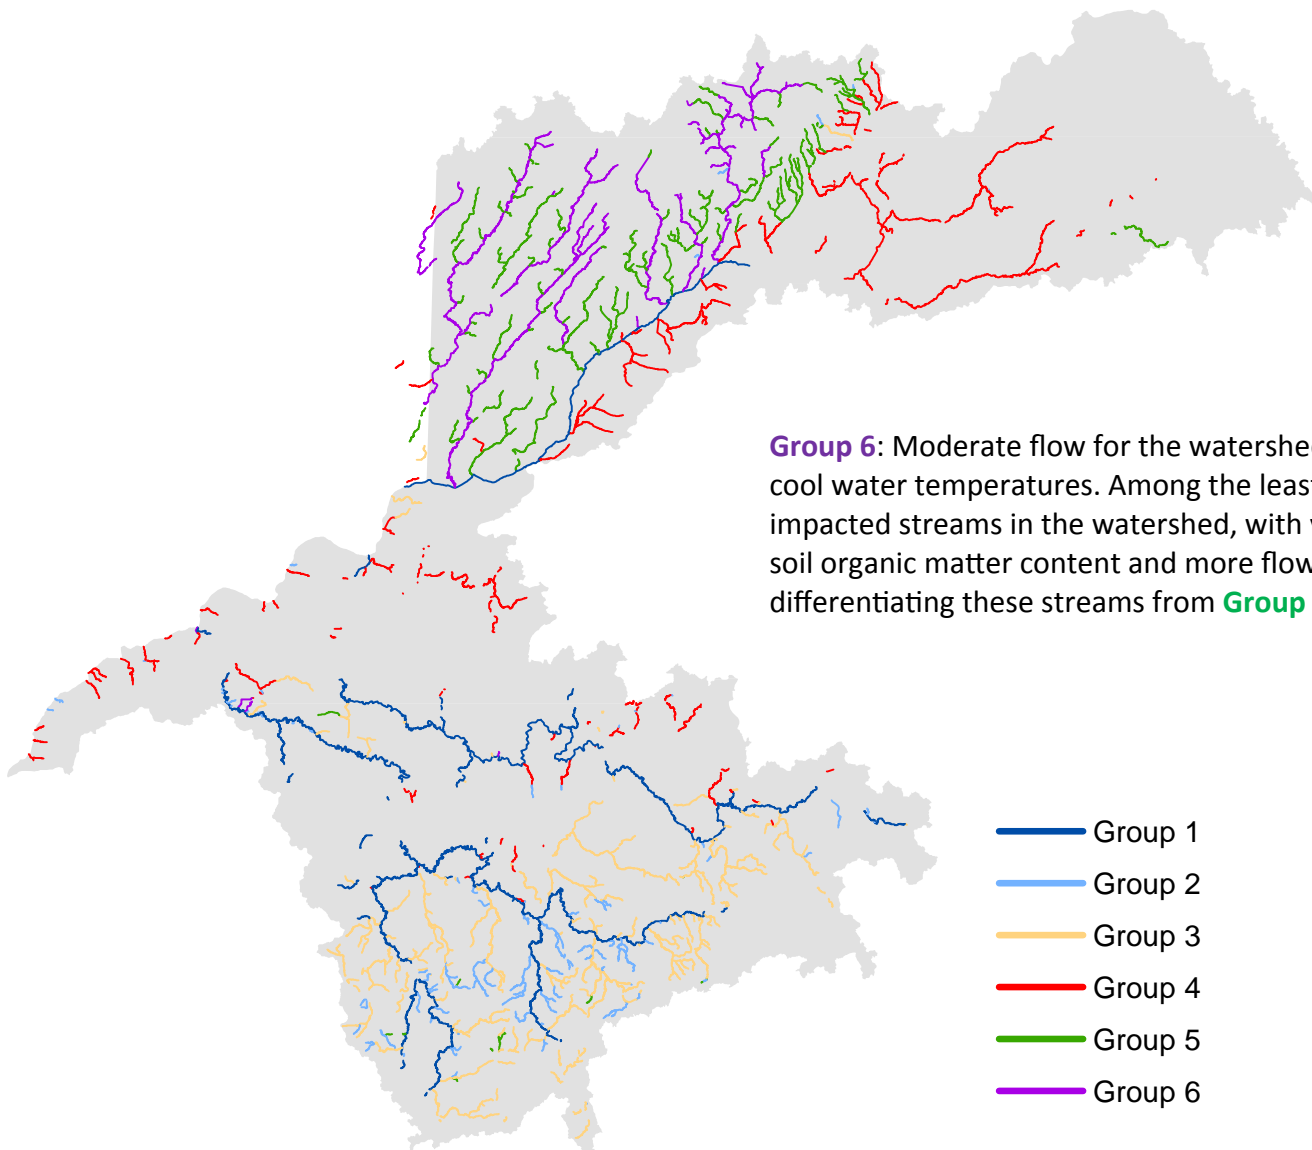 Group 6: Moderate flow for the watershe
cool water temperatures. Among the least
impacted streams in the watershed, with
soil organic matter content and more flow
differentiating these streams from Group
Group 1
Group 2
Group 3
Group 4
Group 5
Group 6